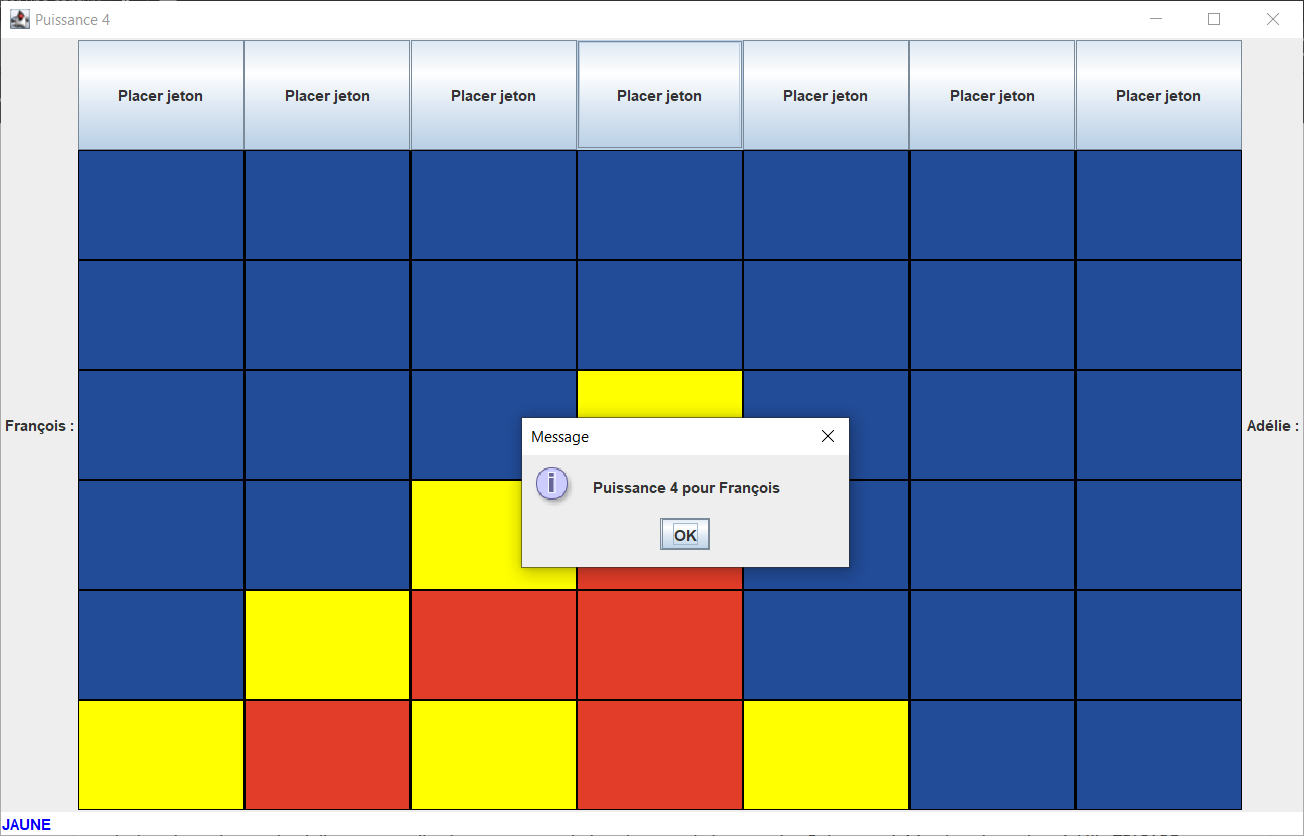 Puissance 4
Placer jeton Placer jeton Placer jeton Placer jeton Placer jeton Placer jeton Placer jeton
François :
Adélie :
Message
Puissance 4 pour François
OK
JAUNE